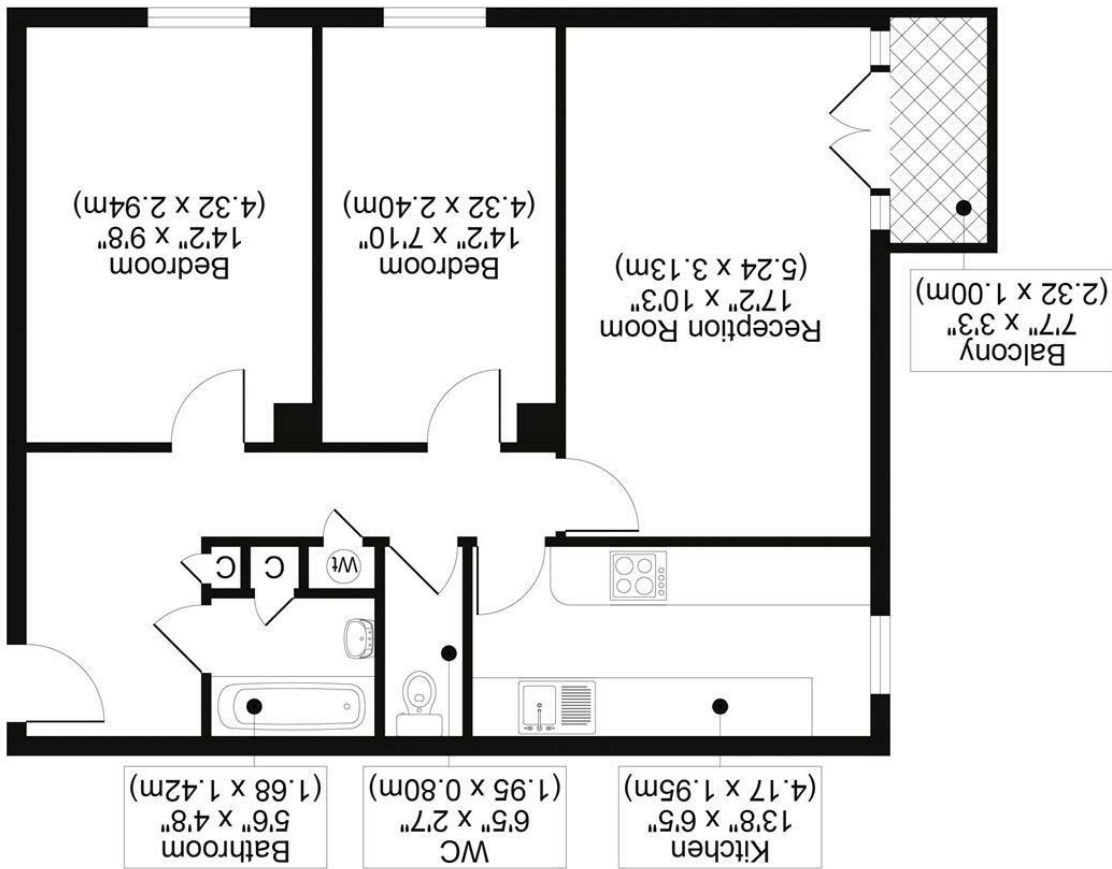 Kitchen
13'8" x 6'5"
(4.17 x 1.95m)
WC
6'5" x 2'7"
(1.95 x 0.80m)
Bathroom
5'6" x 4'8"
(1.68 x 1.42m)
Wt
C
C
Balcony
7'7" x 3'3"
(2.32 x 1.00m)
Reception Room
17'2" x 10'3"
(5.24 x 3.13m)
Bedroom
14'2" x 7'10"
(4.32 x 2.40m)
Bedroom
14'2" x 9'8"
(4.32 x 2.94m)